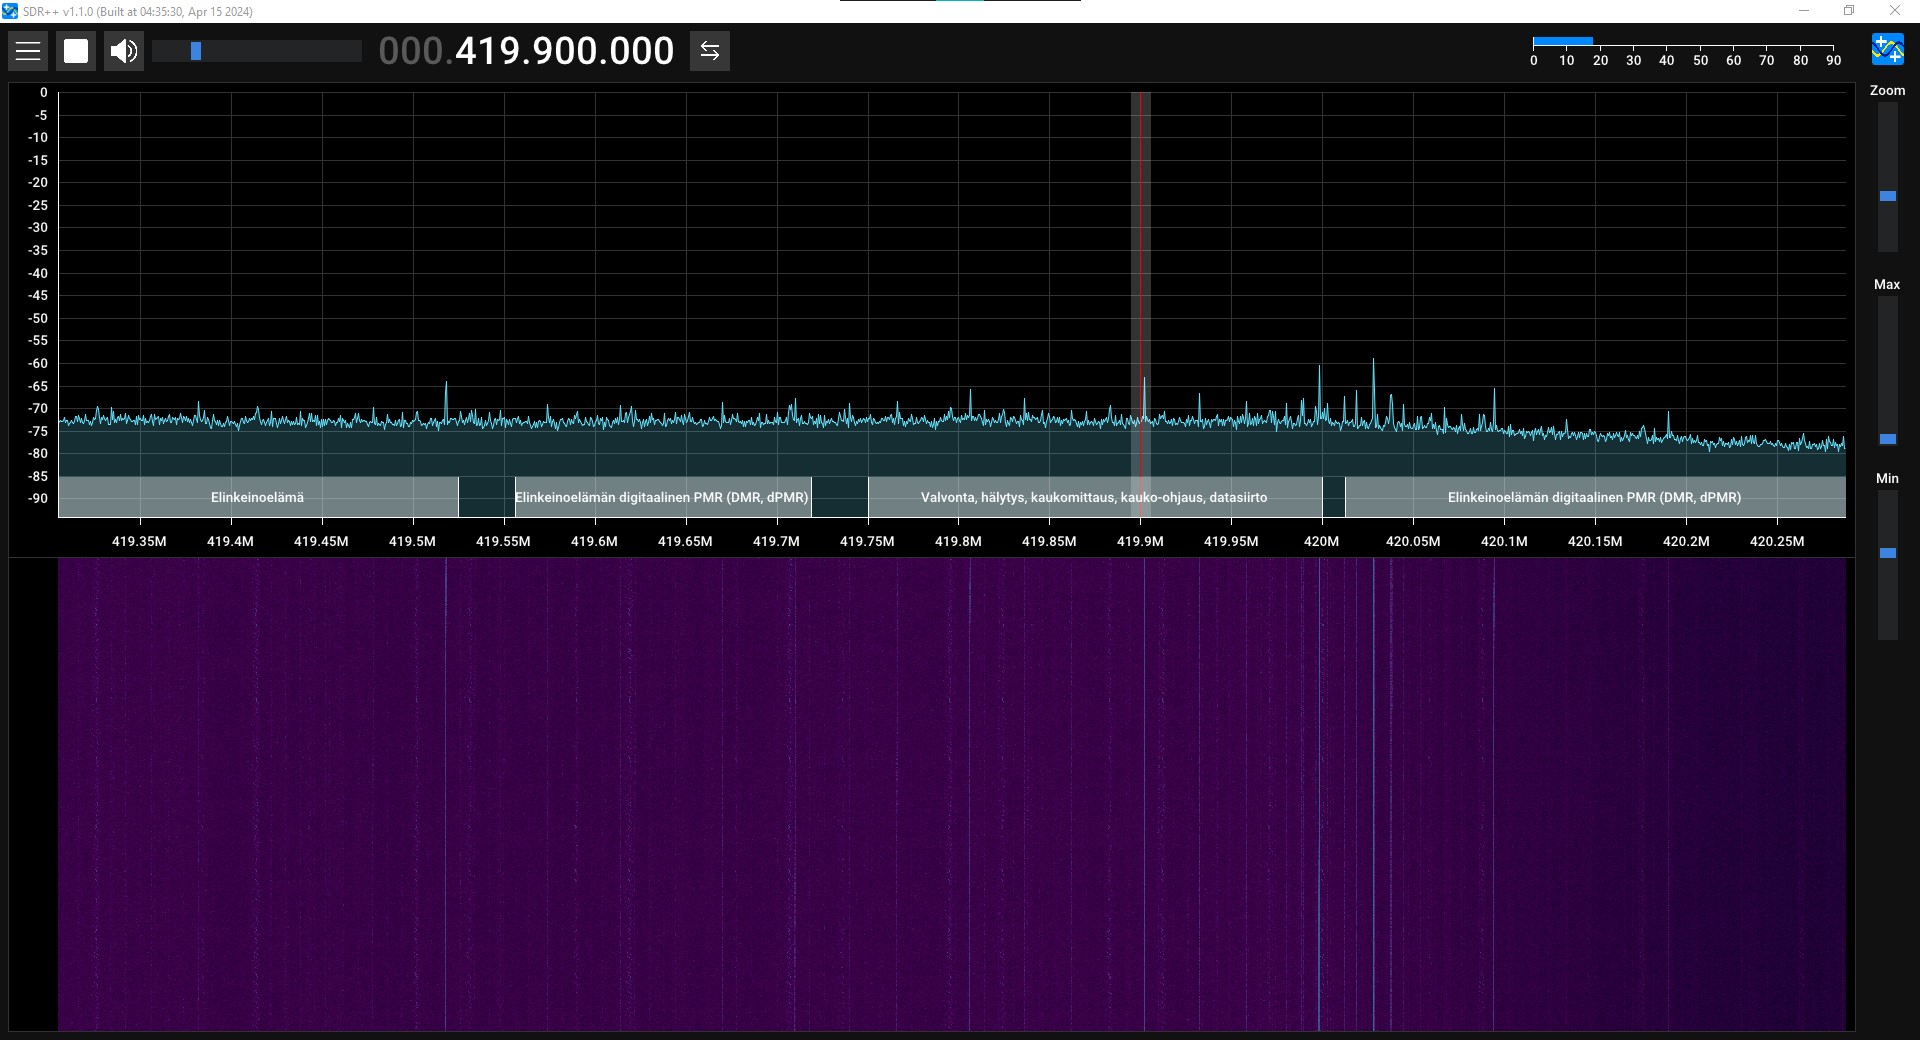 SDR++ v1.1.0 (Built at 04:35:30, Apr 15 2024)
000.419.900.000
0 10 20 30 40 50 60 70 80 90
Zoom
Max
Min
0
-5
-10
-15
-20
-25
-30
-35
-40
-45
-50
-55
-60
-65
-70
-75
-80
-85
-90
Elinkeinoelämä Elinkeinoelämän digitaalinen PMR (DMR, dPMR) Valvonta, hälytys, kaukomittaus, kauko-ohjaus, datasiirto Elinkeinoelämän digitaalinen PMR (DMR, dPMR)
419.35M 419.4M 419.45M 419.5M 419.55M 419.6M 419.65M 419.7M 419.75M 419.8M 419.85M 419.9M 419.95M 420M 420.05M 420.1M 420.15M 420.2M 420.25M